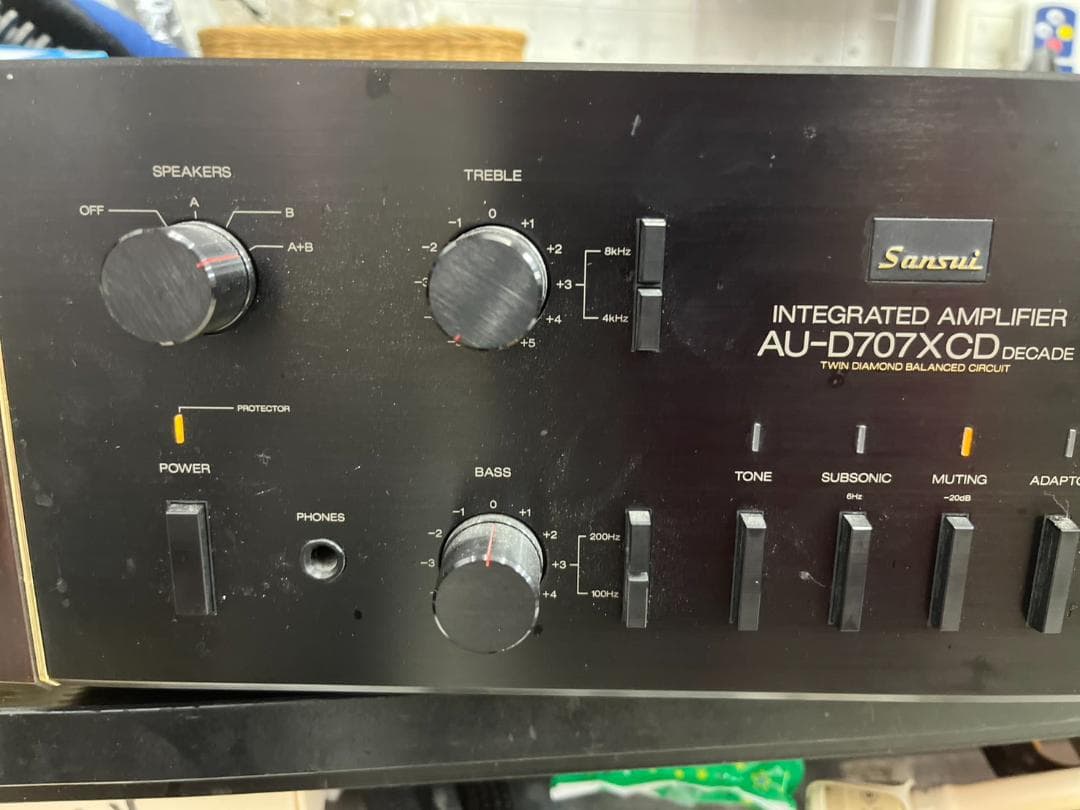 SPEAKERS
OFF
A
B
A+B
TREBLE
-1
0
+1
-2
+2
-3
+3
+4
+5
8kHz
4kHz
Sansui
INTEGRATED AMPLIFIER
AU-D707XCD DECADE
TWIN DIAMOND BALANCED CIRCUIT
PROTECTOR
POWER
PHONES
BASS
-1
0
+1
-2
+2
-3
+3
+4
200Hz
100Hz
TONE
SUBSONIC
6Hz
MUTING
-20dB
ADAPTO